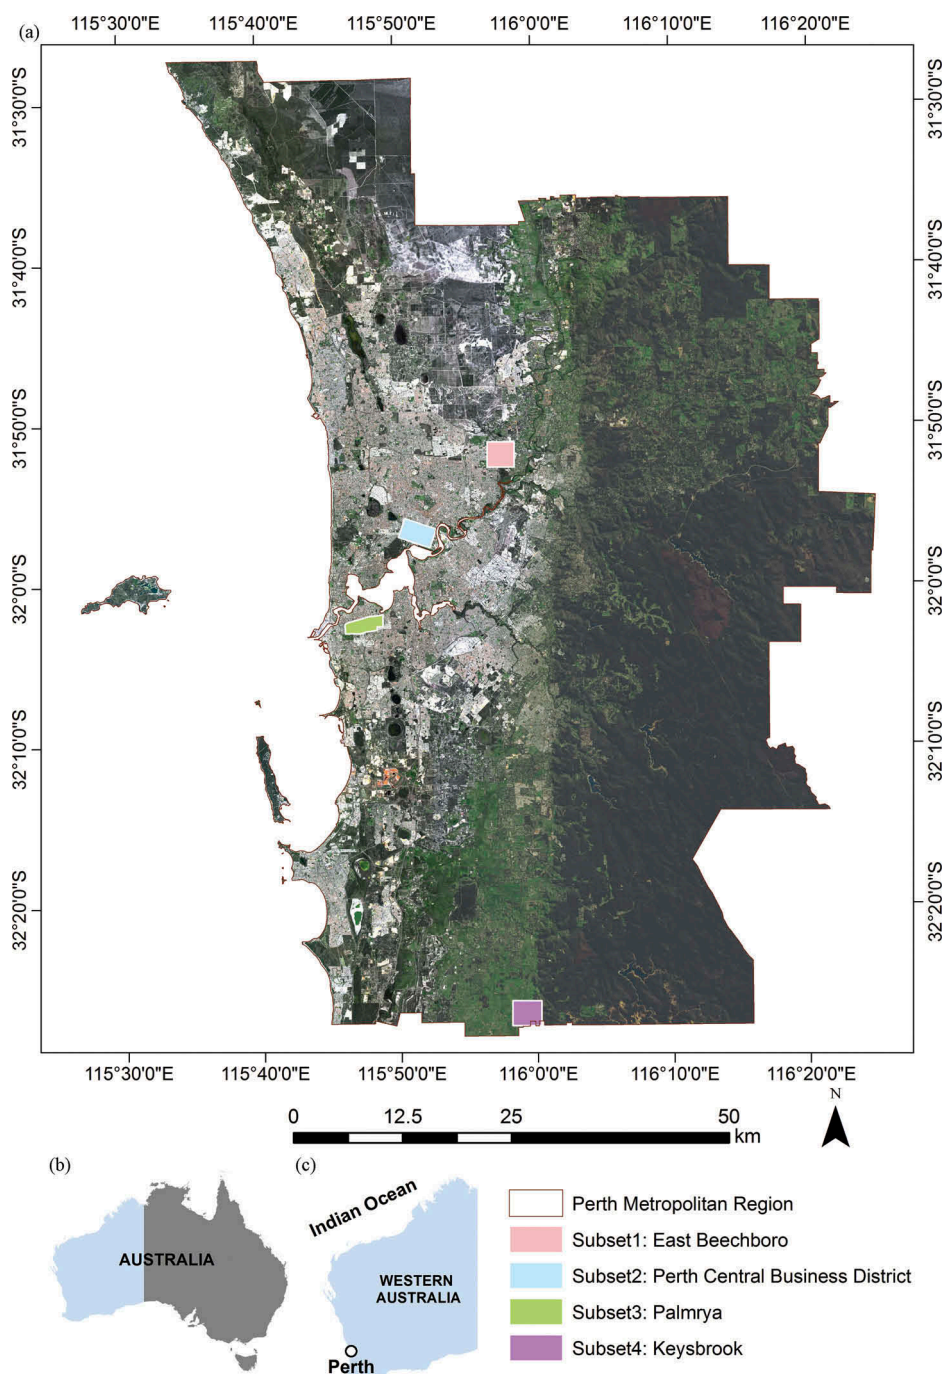 (a)
115°30'0"E 115°40'0"E 115°50'0"E 116°0'0"E 116°10'0"E 116°20'0"E
31°30'0"S 31°30'0"S
31°40'0"S 31°40'0"S
31°50'0"S 31°50'0"S
32°0'0"S 32°0'0"S
32°10'0"S 32°10'0"S
32°20'0"S 32°20'0"S
115°30'0"E 115°40'0"E 115°50'0"E 116°0'0"E 116°10'0"E 116°20'0"E
N
0 12.5 25 50
km
(b)
AUSTRALIA
(c)
Indian Ocean
WESTERN
AUSTRALIA
Perth
Perth Metropolitan Region
Subset1: East Beechboro
Subset2: Perth Central Business District
Subset3: Palmrya
Subset4: Keysbrook